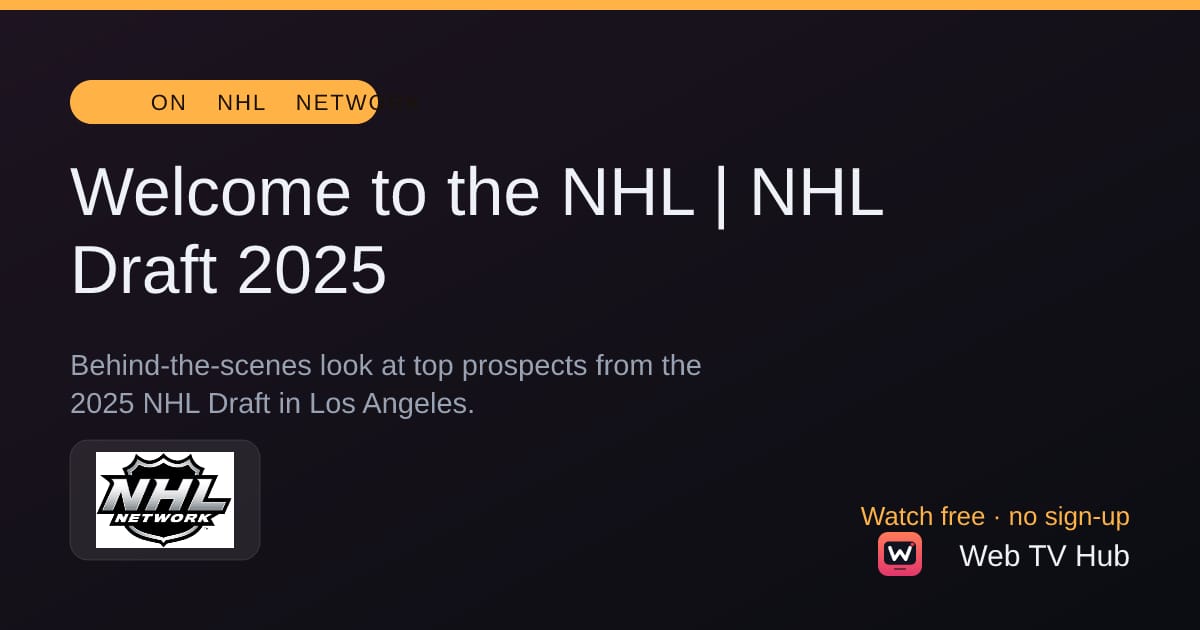 ON NHL NETWORK
Welcome to the NHL | NHL
Draft 2025
Behind-the-scenes look at top prospects from the
2025 NHL Draft in Los Angeles.
NHL
NETWORK
Watch free · no sign-up
W
Web TV Hub